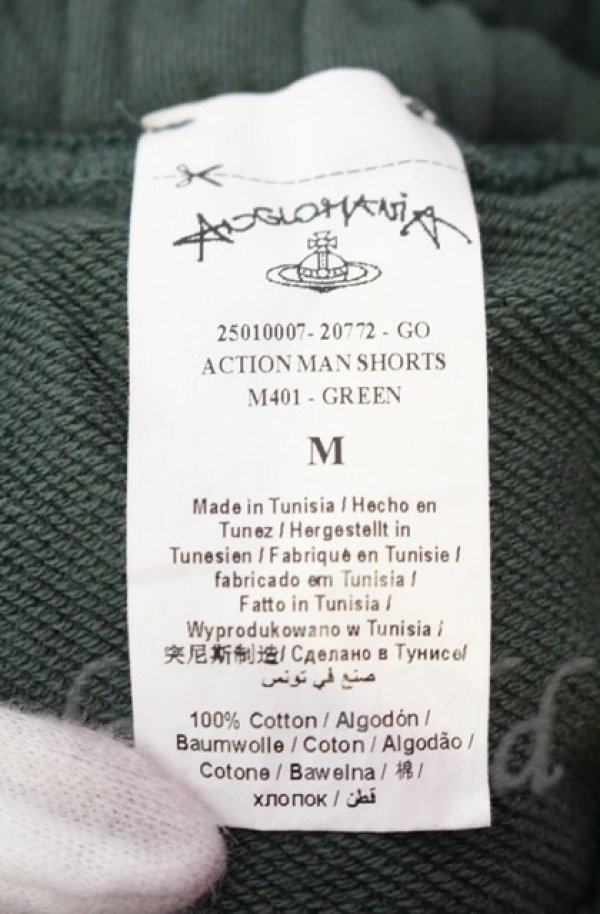 ANGLOMANIA
25010007- 20772 - GO
ACTION MAN SHORTS
M401 - GREEN
M
Made in Tunisia / Hecho en
Tunez / Hergestellt in
Tunesien / Fabriqué en Tunisie /
fabricado em Tunisia /
Fatto in Tunisia /
Wyprodukowano w Tunisia /
突尼斯制造/ Сделано в Тунисе/
صنع في تونس
100% Cotton / Algodón /
Baumwolle / Coton / Algodão /
Cotone / Bawelna / 棉 /
хлопок / قطن